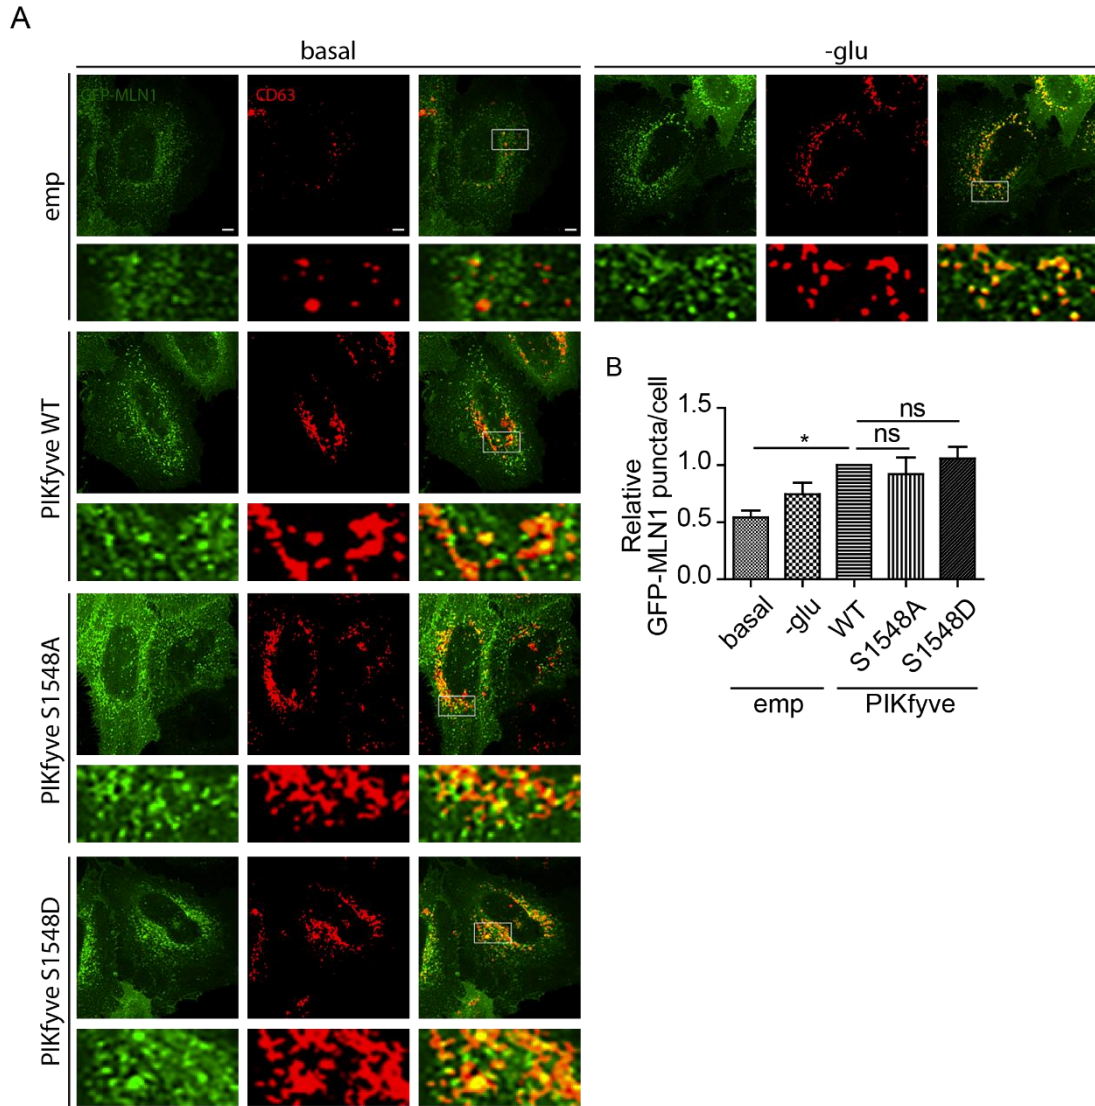 A
basal
-glu
GFP-MLN1
CD63
emp
PIKfyve WT
PIKfyve S1548A
PIKfyve S1548D
B
Relative
GFP-MLN1 puncta/cell
1.5
1.0
0.5
0.0
*
ns
ns
basal
-glu
WT
S1548A
S1548D
emp
PIKfyve